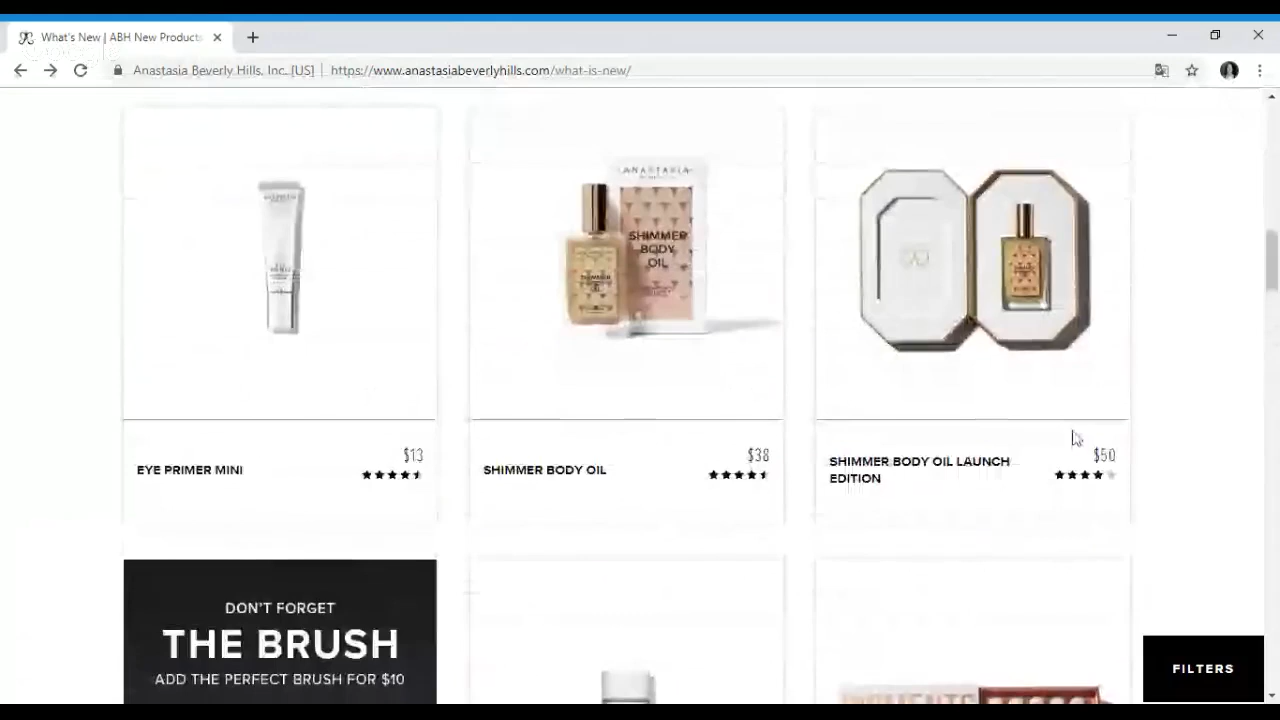 What's New | ABH New Products
Anastasia Beverly Hills, Inc. [US] | https://www.anastasiabeverlyhills.com/what-is-new/
ANASTASIA
SHIMMER
BODY
OIL
$13
EYE PRIMER MINI
$38
SHIMMER BODY OIL
$50
SHIMMER BODY OIL LAUNCH
EDITION
DON'T FORGET
THE BRUSH
ADD THE PERFECT BRUSH FOR $10
FILTERS